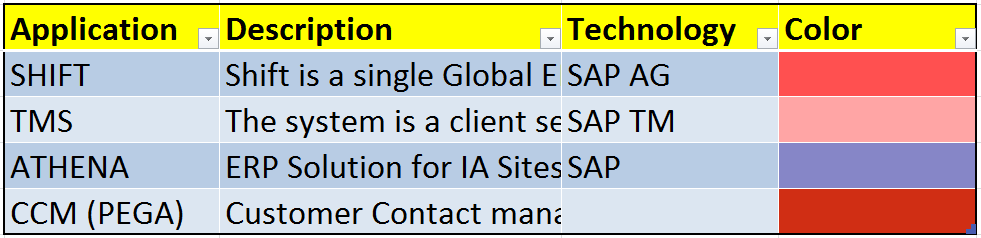 Application Description Technology Color
SHIFT Shift is a single Global E SAP AG
TMS The system is a client se SAP TM
ATHENA ERP Solution for IA Sites SAP
CCM (PEGA) Customer Contact mana